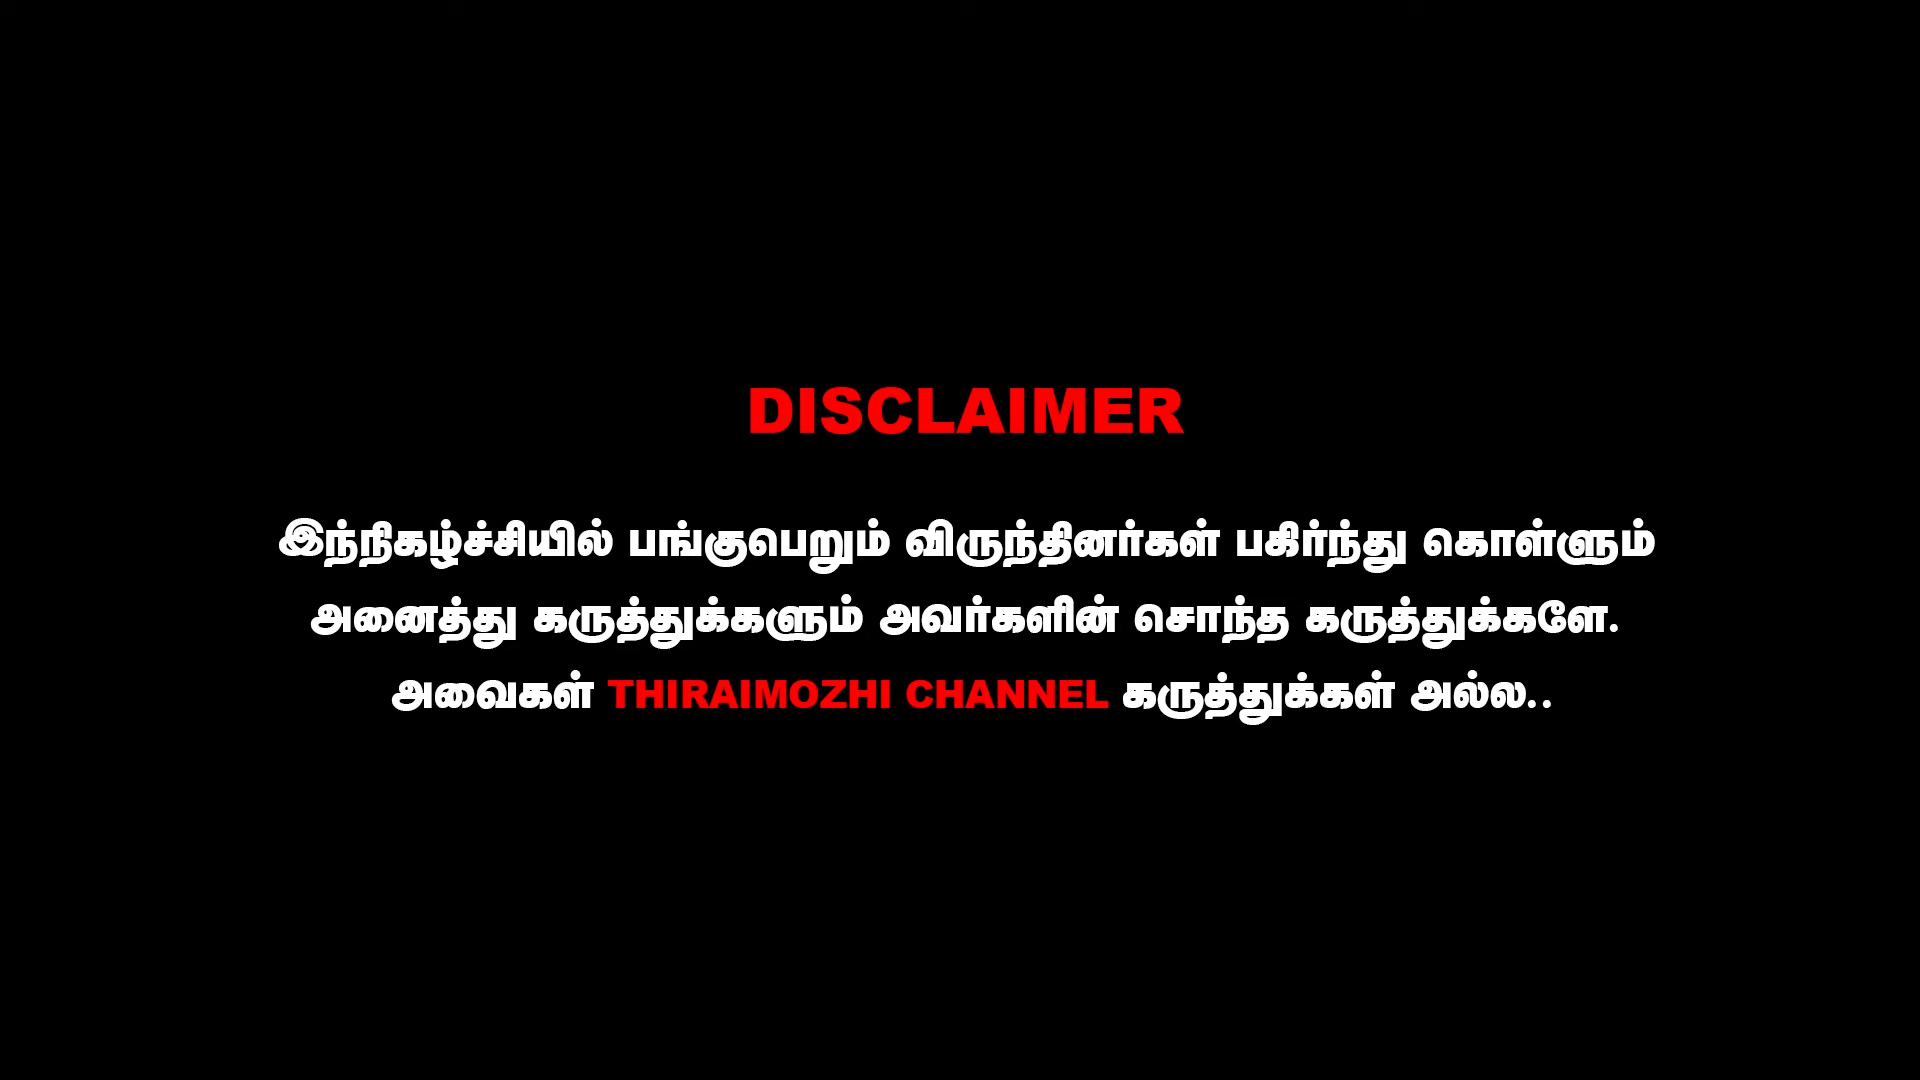 DISCLAIMER
இந்நிகழ்ச்சியில் பங்குபெறும் விருந்தினர்கள் பகிர்ந்து கொள்ளும்
அனைத்து கருத்துக்களும் அவர்களின் சொந்த கருத்துக்களே.
அவைகள் THIRAIMOZHI CHANNEL கருத்துக்கள் அல்ல..